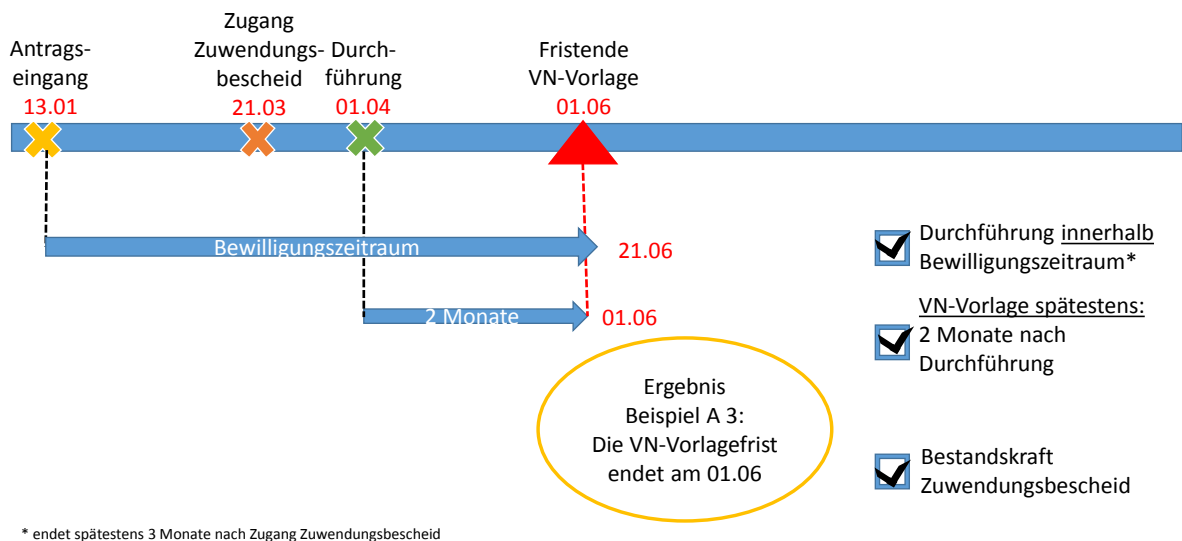 Antrags-
eingang
13.01
Zugang
Zuwendungs-
bescheid
21.03
Durch-
führung
01.04
Fristende
VN-Vorlage
01.06
Bewilligungszeitraum
21.06
2 Monate
01.06
Ergebnis
Beispiel A 3:
Die VN-Vorlagefrist
endet am 01.06
Durchführung innerhalb
Bewilligungszeitraum*
VN-Vorlage spätestens:
2 Monate nach
Durchführung
Bestandskraft
Zuwendungsbescheid
* endet spätestens 3 Monate nach Zugang Zuwendungsbescheid